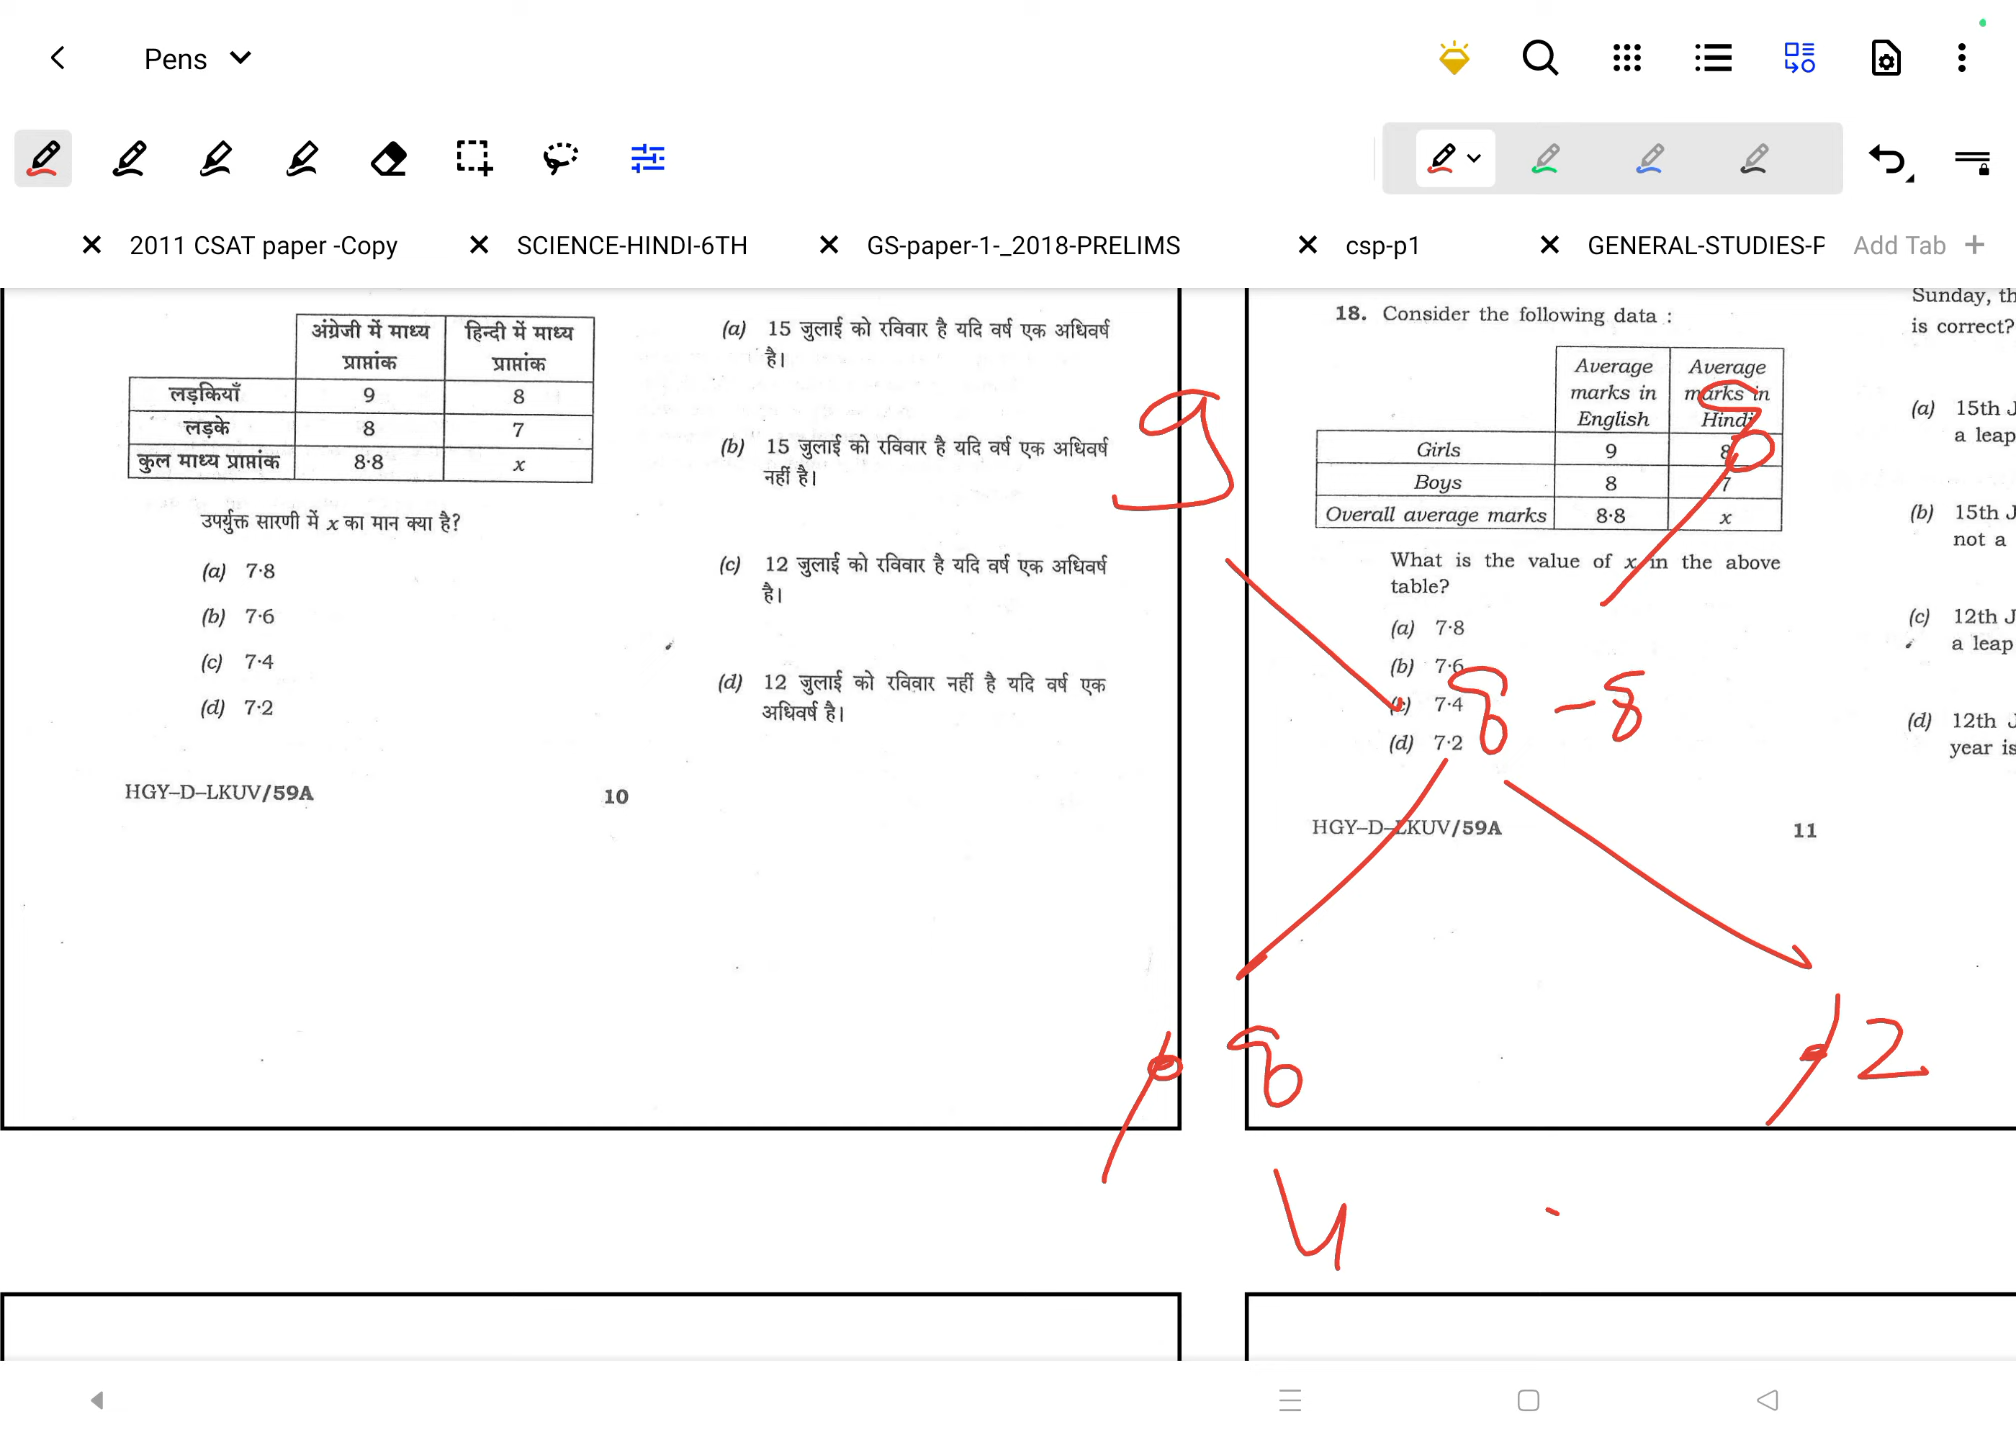 Pens
2011 CSAT paper -Copy
SCIENCE-HINDI-6TH
GS-paper-1-_2018-PRELIMS
csp-p1
GENERAL-STUDIES-P
Add Tab +
अंग्रेजी में माध्य प्राप्तांक
हिन्दी में माध्य प्राप्तांक
लड़कियाँ 9 8
लड़के 8 7
कुल माध्य प्राप्तांक 8·8 x
उपर्युक्त सारणी में x का मान क्या है?
(a) 7·8
(b) 7·6
(c) 7·4
(d) 7·2
HGY–D–LKUV/59A
10
(a) 15 जुलाई को रविवार है यदि वर्ष एक अधिवर्ष
है।
(b) 15 जुलाई को रविवार है यदि वर्ष एक अधिवर्ष
नहीं है।
(c) 12 जुलाई को रविवार है यदि वर्ष एक अधिवर्ष
है।
(d) 12 जुलाई को रविवार नहीं है यदि वर्ष एक
अधिवर्ष है।
9
18. Consider the following data :
Average marks in English
Average marks in Hindi
Girls 9 8
Boys 8 7
Overall average marks 8·8 x
What is the value of x in the above
table?
(a) 7·8
(b) 7·6
(c) 7·4
(d) 7·2
8
8 – 8
HGY–D–LKUV/59A
11
·8
·2
4
Sunday, th
is correct?
(a) 15th J
a leap
(b) 15th J
not a
(c) 12th J
a leap
(d) 12th J
year is